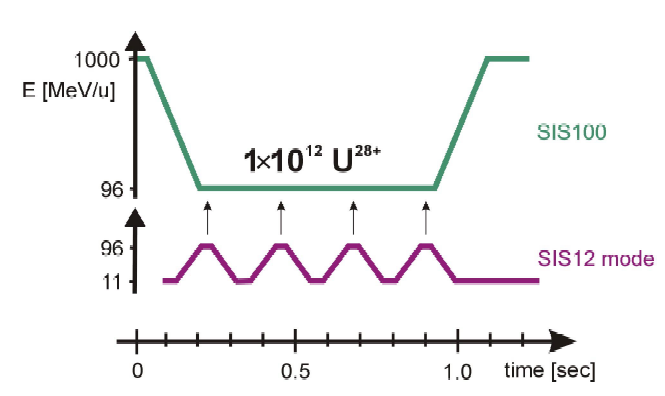 1000
E [MeV/u]
SIS100
1×10¹² U²⁸⁺
96
96
SIS12 mode
11
0 0.5 1.0 time [sec]